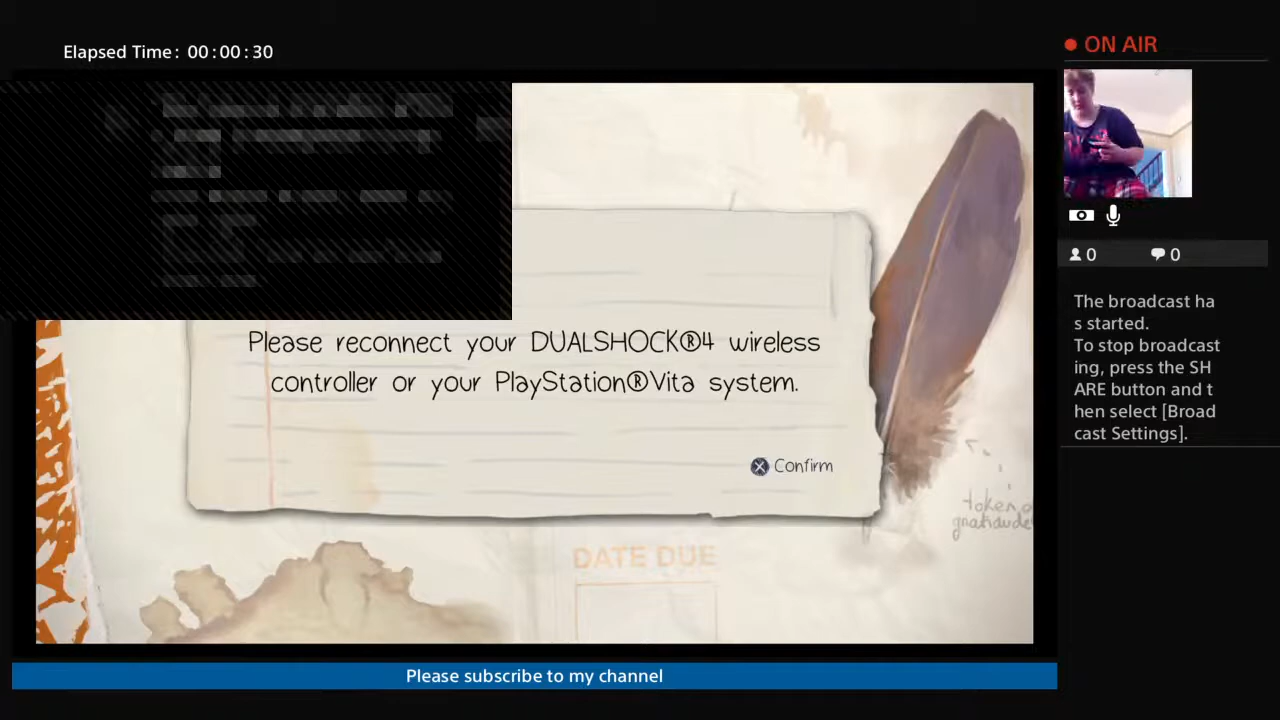 Elapsed Time: 00:00:30
ON AIR
0
0
The broadcast ha
s started.
To stop broadcast
ing, press the SH
ARE button and t
hen select [Broad
cast Settings].
Please reconnect your DUALSHOCK®4 wireless
controller or your PlayStation®Vita system.
Confirm
token o
DATE DUE
Please subscribe to my channel